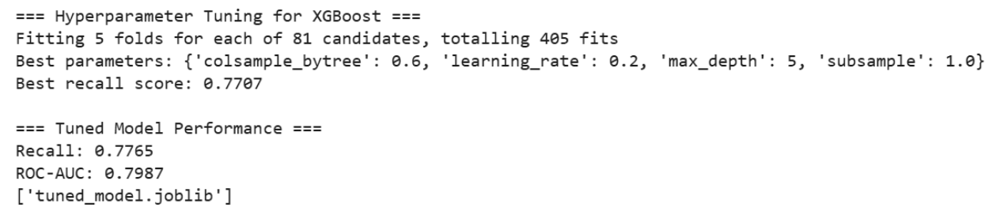 === Hyperparameter Tuning for XGBoost ===
Fitting 5 folds for each of 81 candidates, totalling 405 fits
Best parameters: {'colsample_bytree': 0.6, 'learning_rate': 0.2, 'max_depth': 5, 'subsample': 1.0}
Best recall score: 0.7707
=== Tuned Model Performance ===
Recall: 0.7765
ROC-AUC: 0.7987
['tuned_model.joblib']